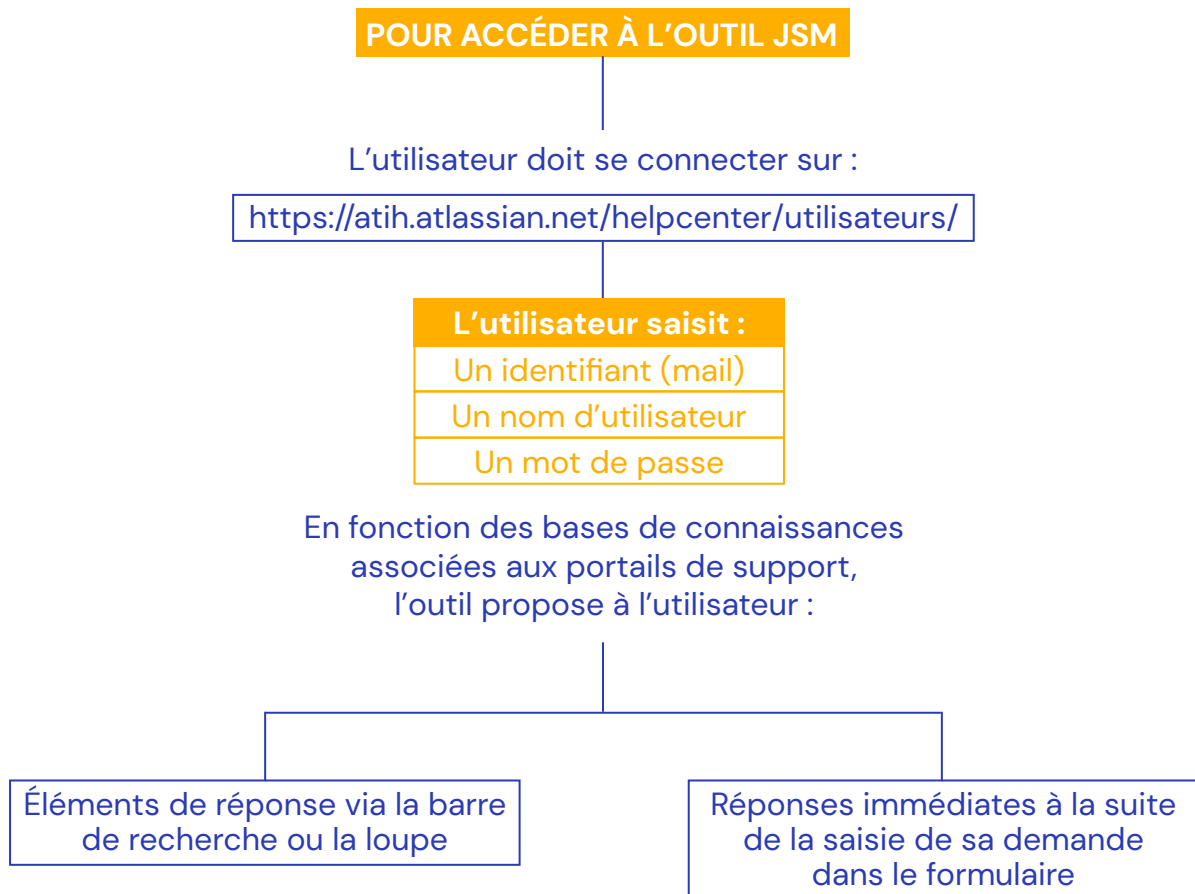 POUR ACCÉDER À L'OUTIL JSM
L'utilisateur doit se connecter sur :
https://atih.atlassian.net/helpcenter/utilisateurs/
L'utilisateur saisit :
Un identifiant (mail)
Un nom d'utilisateur
Un mot de passe
En fonction des bases de connaissances
associées aux portails de support,
l'outil propose à l'utilisateur :
Éléments de réponse via la barre
de recherche ou la loupe
Réponses immédiates à la suite
de la saisie de sa demande
dans le formulaire